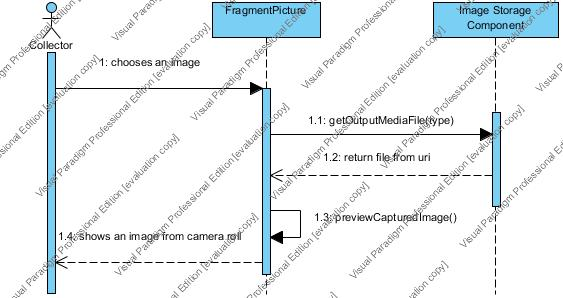 FragmentPicture
Image Storage
Component
Collector
1: chooses an image
1.1: getOutputMediaFile(type)
1.2: return file from uri
1.3: previewCapturedImage()
1.4: shows an image from camera roll
Visual Paradigm Professional Edition [evaluation copy]